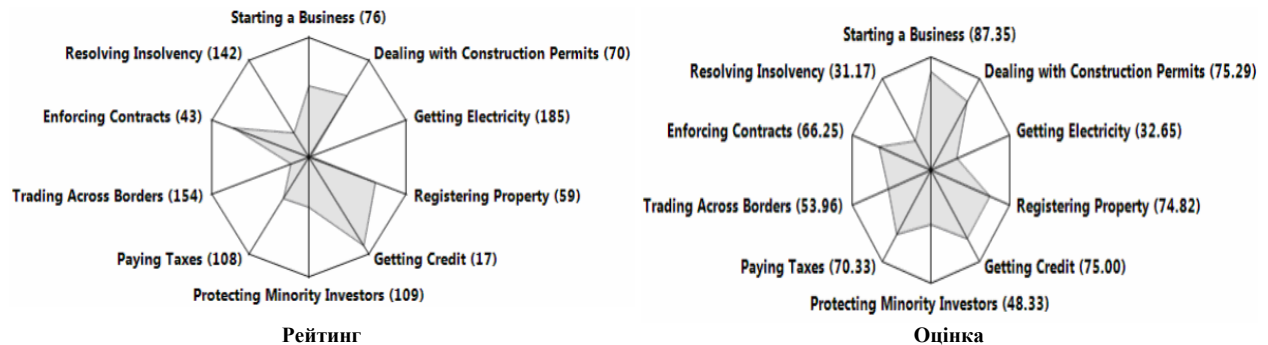 Starting a Business (76)
Resolving Insolvency (142)
Dealing with Construction Permits (70)
Enforcing Contracts (43)
Getting Electricity (185)
Trading Across Borders (154)
Registering Property (59)
Paying Taxes (108)
Getting Credit (17)
Protecting Minority Investors (109)
Рейтинг
Starting a Business (87.35)
Resolving Insolvency (31.17)
Dealing with Construction Permits (75.29)
Enforcing Contracts (66.25)
Getting Electricity (32.65)
Trading Across Borders (53.96)
Registering Property (74.82)
Paying Taxes (70.33)
Getting Credit (75.00)
Protecting Minority Investors (48.33)
Оцінка